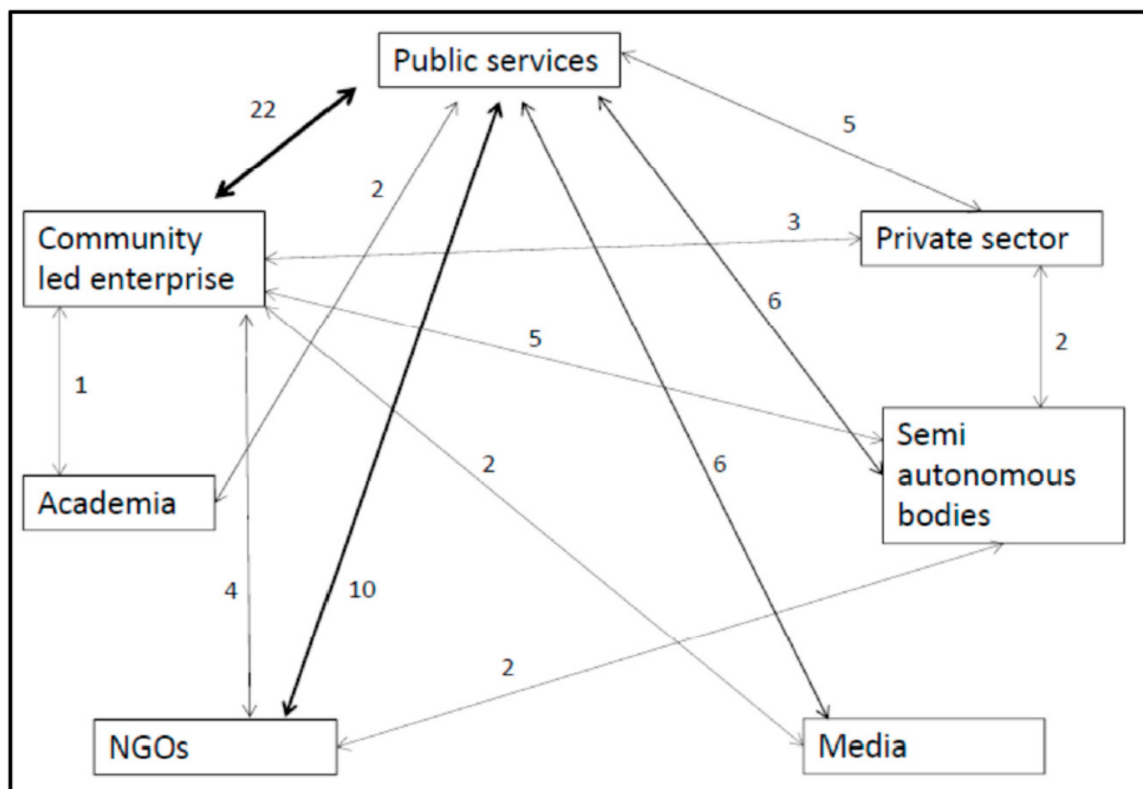 Public services
22
5
2
Community
led enterprise
3
Private sector
6
5
2
1
Semi
autonomous
bodies
2
6
Academia
4
10
2
NGOs
Media